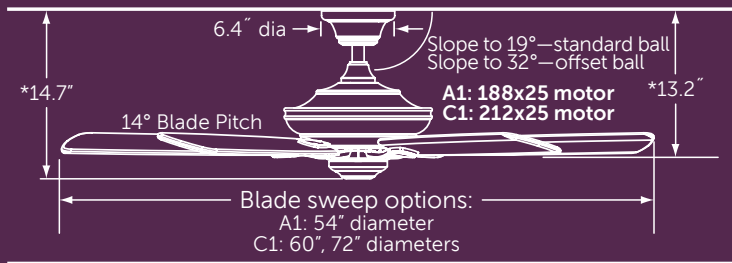 6.4˝ dia
Slope to 19°—standard ball
Slope to 32°—offset ball
*14.7”
A1: 188x25 motor
*13.2˝
C1: 212x25 motor
14° Blade Pitch
Blade sweep options:
A1: 54” diameter
C1: 60”, 72” diameters